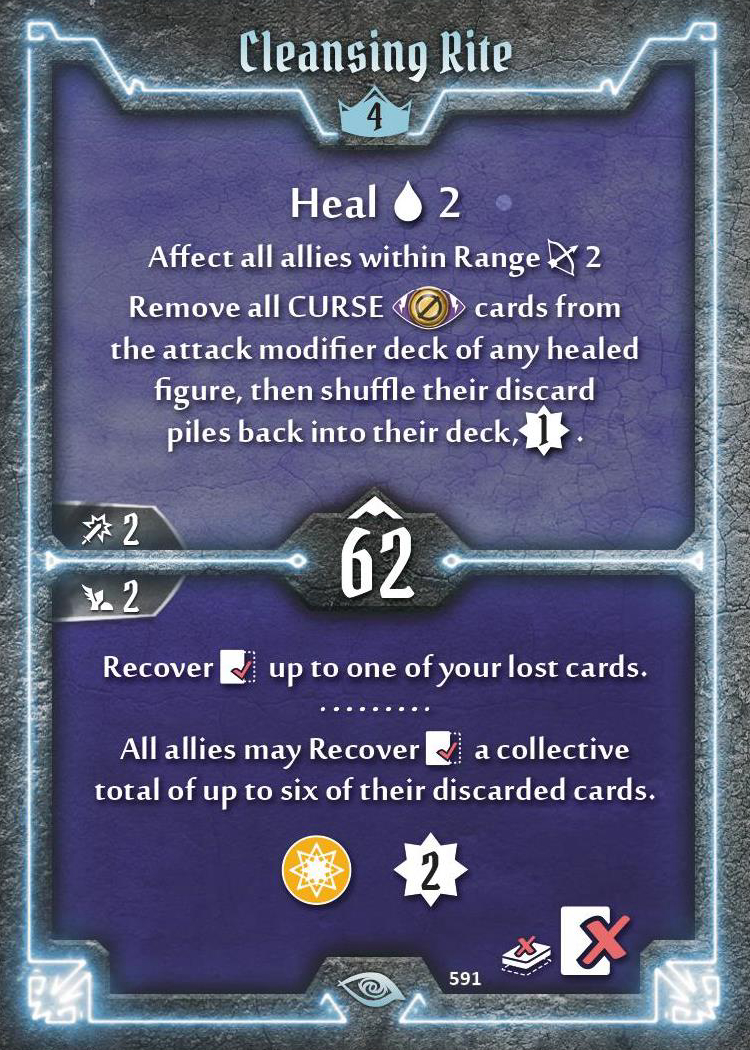 Cleansing Rite
4
Heal 2
Affect all allies within Range 2
Remove all CURSE cards from
the attack modifier deck of any healed
figure, then shuffle their discard
piles back into their deck, 1 .
2
62
2
Recover up to one of your lost cards.
.........
All allies may Recover a collective
total of up to six of their discarded cards.
2
591